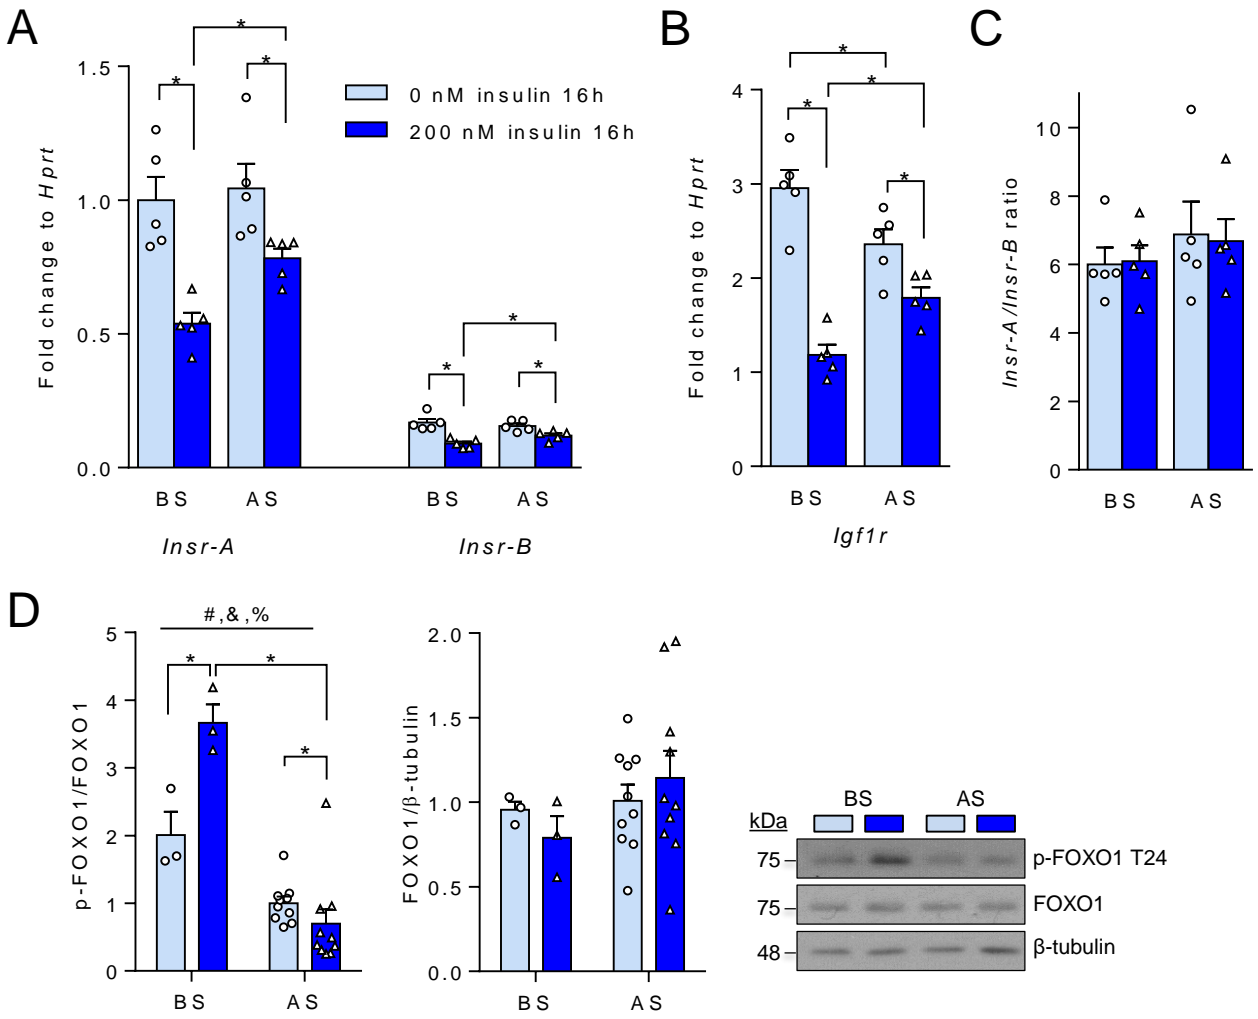 A
*
*
*
1.5
1.0
0.5
0.0
Fold change to Hprt
0 nM insulin 16h
200 nM insulin 16h
*
*
*
BS
AS
BS
AS
Insr-A
Insr-B
B
*
*
*
*
4
3
2
1
0
Fold change to Hprt
BS
AS
Igf1r
C
10
8
6
4
2
0
Insr-A/Insr-B ratio
BS
AS
D
#,&,%
*
*
*
5
4
3
2
1
0
p-FOXO1/FOXO1
BS
AS
2.0
1.5
1.0
0.5
0.0
FOXO1/β-tubulin
BS
AS
BS
AS
kDa
75
p-FOXO1 T24
75
FOXO1
48
β-tubulin